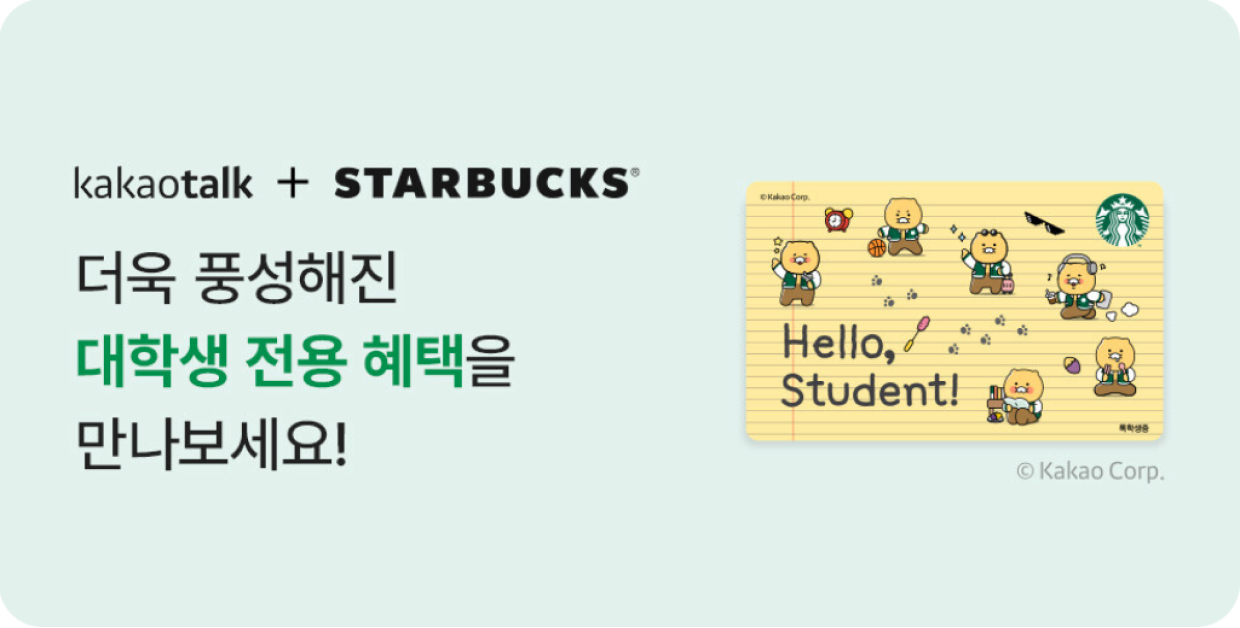 kakaotalk + STARBUCKS®
더욱 풍성해진
대학생 전용 혜택을
만나보세요!
© Kakao Corp.
Hello,
Student!
톡학생증
© Kakao Corp.